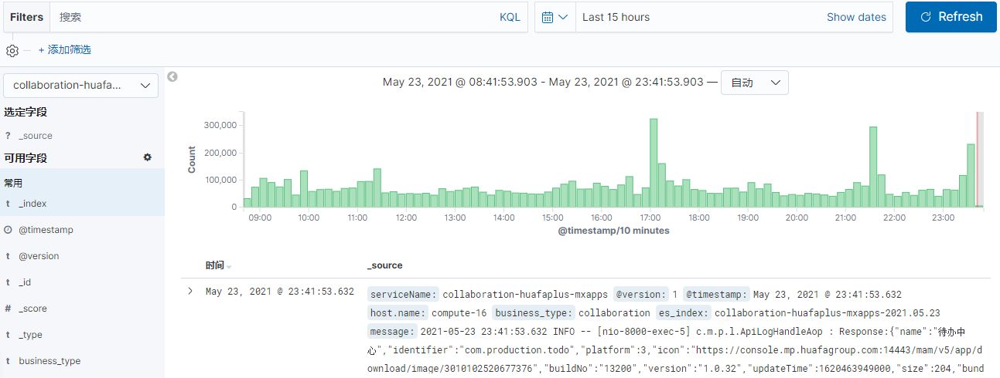 Filters 搜索 KQL Last 15 hours Show dates Refresh
+ 添加筛选
collaboration-huafa...
选定字段
? _source
可用字段
常用
t _index
@timestamp
t @version
t _id
# _score
t _type
t business_type
May 23, 2021 @ 08:41:53.903 - May 23, 2021 @ 23:41:53.903 — 自动
Count
300,000
200,000
100,000
0
09:00 10:00 11:00 12:00 13:00 14:00 15:00 16:00 17:00 18:00 19:00 20:00 21:00 22:00 23:00
@timestamp/10 minutes
时间 _source
May 23, 2021 @ 23:41:53.632 serviceName: collaboration-huafaplus-mxapps @version: 1 @timestamp: May 23, 2021 @ 23:41:53.632
host.name: compute-16 business_type: collaboration es_index: collaboration-huafaplus-mxapps-2021.05.23
message: 2021-05-23 23:41:53.632 INFO -- [nio-8000-exec-5] c.m.p.l.ApiLogHandleAop : Response:{"name":"待办中
心","identifier":"com.production.todo","platform":3,"icon":"https://console.mp.huafagroup.com:14443/mam/v5/app/d
ownload/image/3010102520677376","buildNo":"13200","version":"1.0.32","updateTime":1620463949000,"size":204,"bund